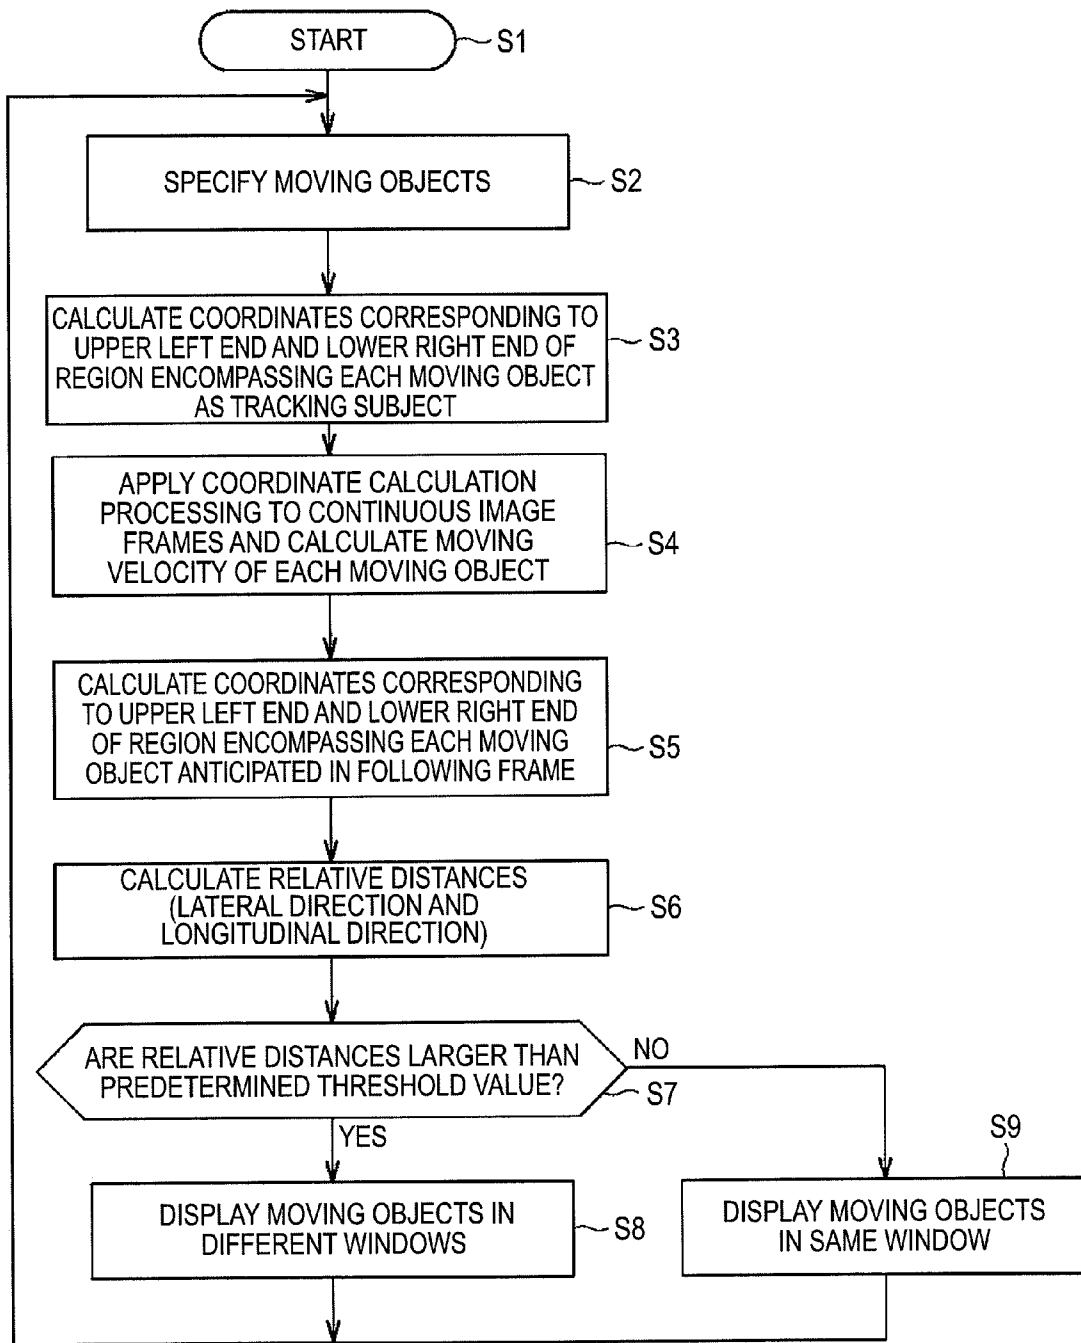 START
S1
SPECIFY MOVING OBJECTS
S2
CALCULATE COORDINATES CORRESPONDING TO
UPPER LEFT END AND LOWER RIGHT END OF
REGION ENCOMPASSING EACH MOVING OBJECT
AS TRACKING SUBJECT
S3
APPLY COORDINATE CALCULATION
PROCESSING TO CONTINUOUS IMAGE
FRAMES AND CALCULATE MOVING
VELOCITY OF EACH MOVING OBJECT
S4
CALCULATE COORDINATES CORRESPONDING
TO UPPER LEFT END AND LOWER RIGHT END
OF REGION ENCOMPASSING EACH MOVING
OBJECT ANTICIPATED IN FOLLOWING FRAME
S5
CALCULATE RELATIVE DISTANCES
(LATERAL DIRECTION AND
LONGITUDINAL DIRECTION)
S6
ARE RELATIVE DISTANCES LARGER THAN
PREDETERMINED THRESHOLD VALUE?
NO
S7
YES
S9
DISPLAY MOVING OBJECTS IN
DIFFERENT WINDOWS
S8
DISPLAY MOVING OBJECTS
IN SAME WINDOW